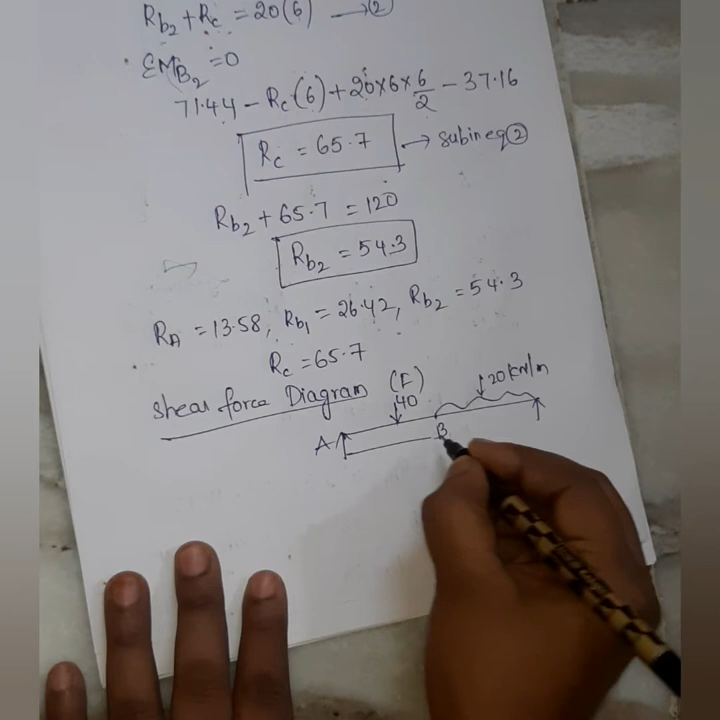 Rb₂ + Rc = 20(6) → ②
ƐMB₂ = 0
71.44 - Rc(6) + 20×6×6/2 - 37.16
Rc = 65.7 → sub in eq ②
Rb₂ + 65.7 = 120
Rb₂ = 54.3
RA = 13.58, Rb₁ = 26.42, Rb₂ = 54.3
Rc = 65.7
Shear force Diagram (F)
40
20 kN/m
A
B